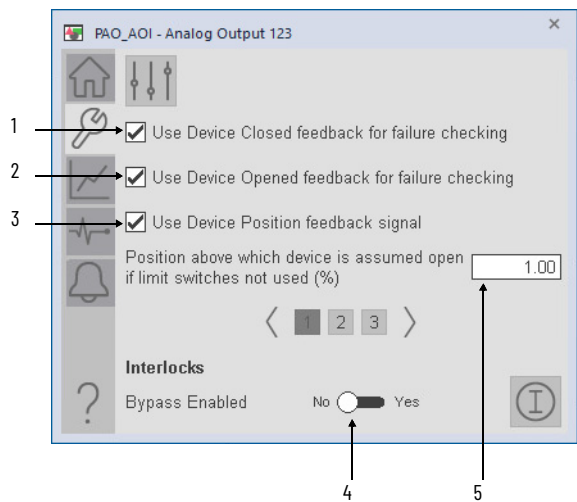 PAO_AOI - Analog Output 123
1
Use Device Closed feedback for failure checking
2
Use Device Opened feedback for failure checking
3
Use Device Position feedback signal
Position above which device is assumed open
if limit switches not used (%)
1.00
1 2 3
Interlocks
Bypass Enabled No Yes
4 5